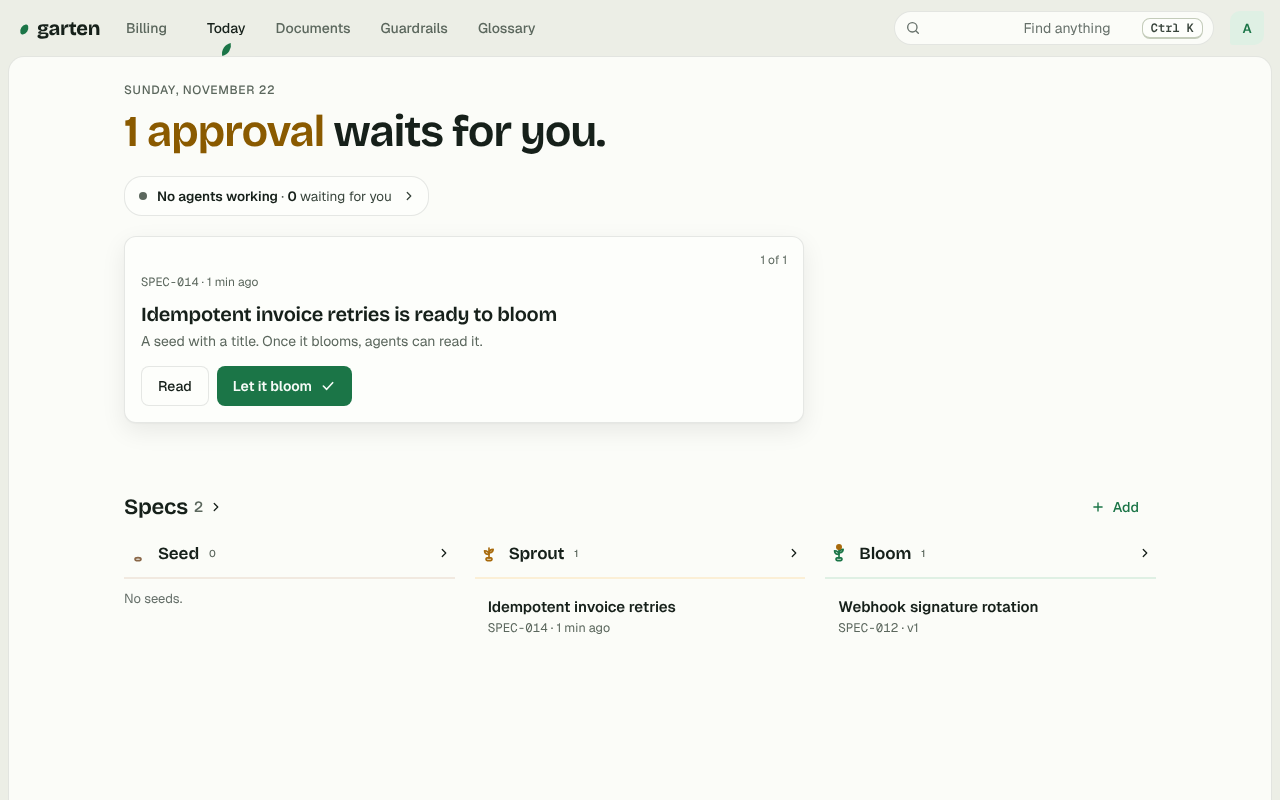 garten
Billing
Today
Documents
Guardrails
Glossary
Find anything
Ctrl K
A
SUNDAY, NOVEMBER 22
1 approval waits for you.
No agents working · 0 waiting for you
1 of 1
SPEC-014 · 1 min ago
Idempotent invoice retries is ready to bloom
A seed with a title. Once it blooms, agents can read it.
Read
Let it bloom
Specs 2
Add
Seed 0
Sprout 1
Bloom 1
No seeds.
Idempotent invoice retries
SPEC-014 · 1 min ago
Webhook signature rotation
SPEC-012 · v1